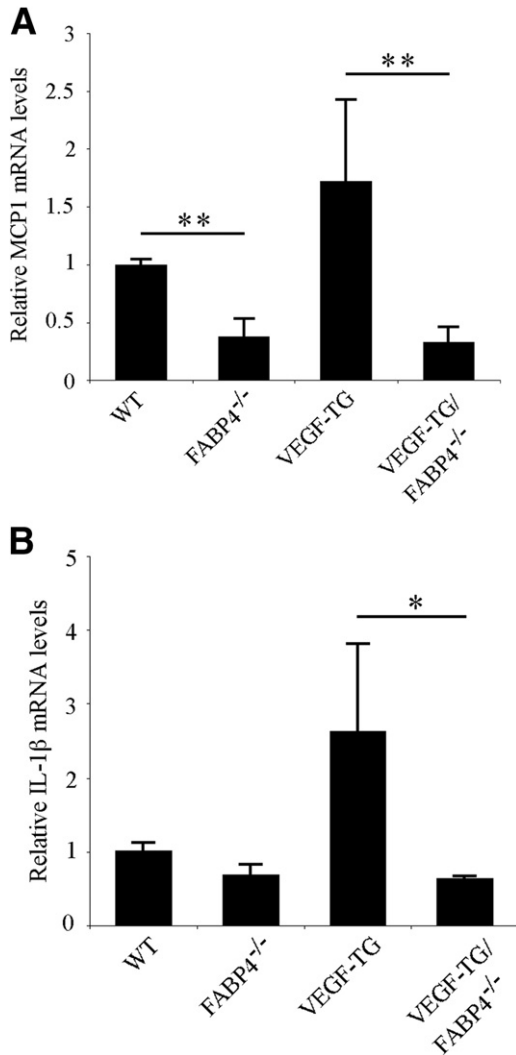 A
Relative MCP1 mRNA levels
3
2.5
2
1.5
1
0.5
0
**
**
WT
FABP4-/-
VEGF-TG
VEGF-TG/
FABP4-/-
B
Relative IL-1β mRNA levels
5
4
3
2
1
0
*
WT
FABP4-/-
VEGF-TG
VEGF-TG/
FABP4-/-